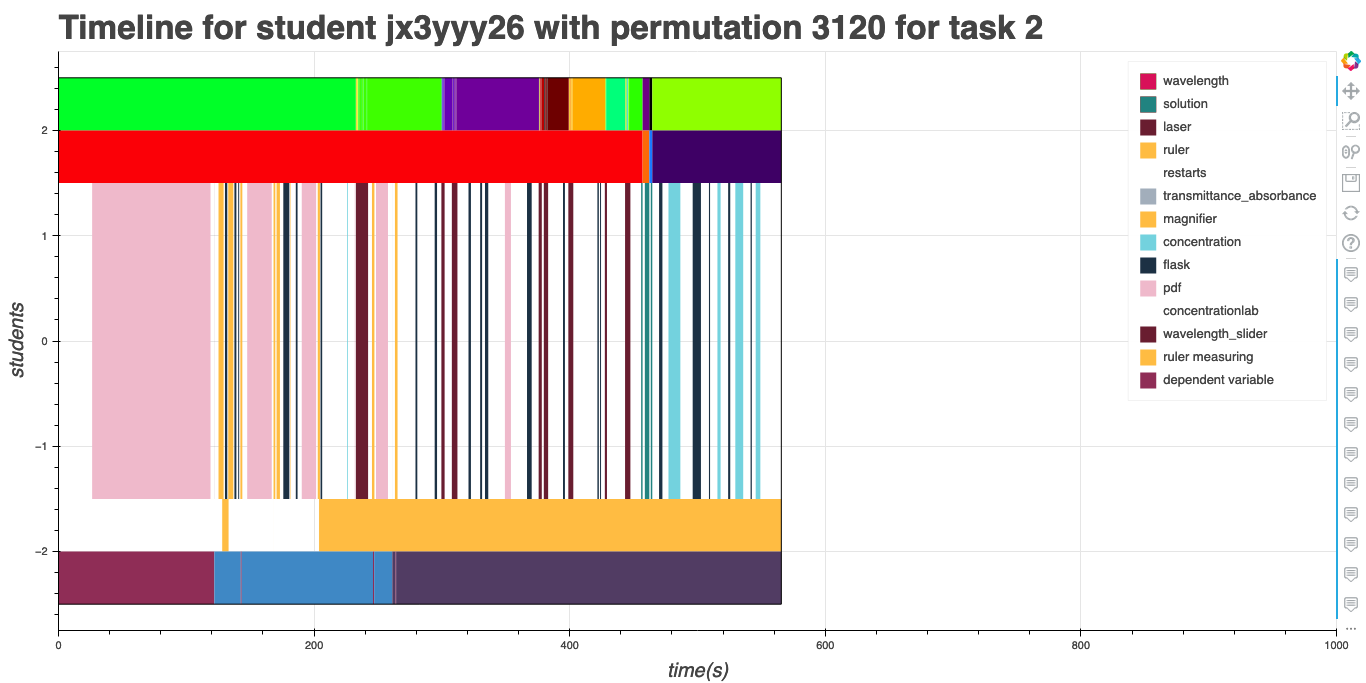 Timeline for student jx3yyy26 with permutation 3120 for task 2
students
2
1
0
−1
−2
0
200
400
600
800
1000
time(s)
wavelength
solution
laser
ruler
restarts
transmittance_absorbance
magnifier
concentration
flask
pdf
concentrationlab
wavelength_slider
ruler measuring
dependent variable